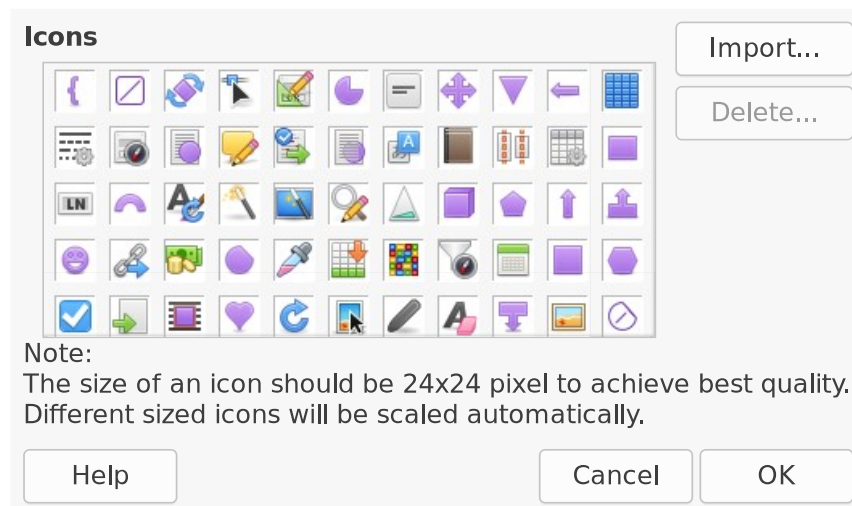 Icons
Import...
Delete...
LN
Note:
The size of an icon should be 24x24 pixel to achieve best quality.
Different sized icons will be scaled automatically.
Help
Cancel
OK